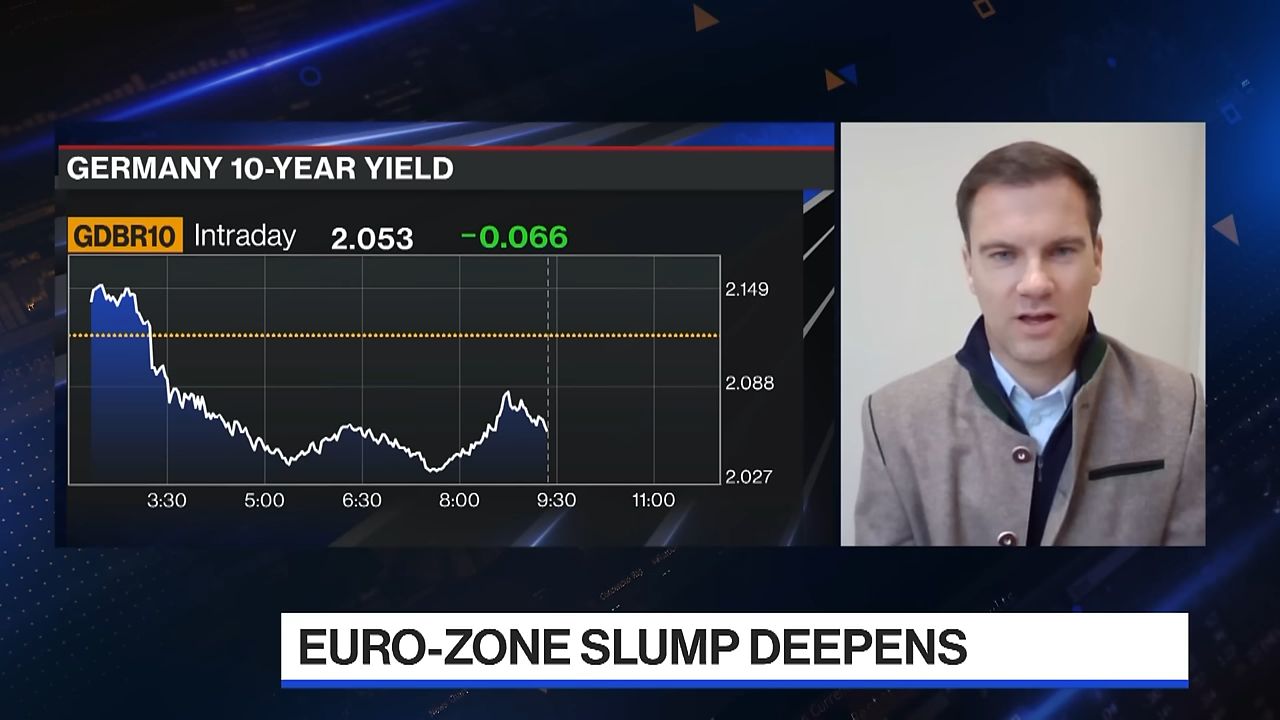 GERMANY 10-YEAR YIELD
GDBR10 Intraday 2.053 -0.066
2.149
2.088
2.027
3:30 5:00 6:30 8:00 9:30 11:00
EURO-ZONE SLUMP DEEPENS